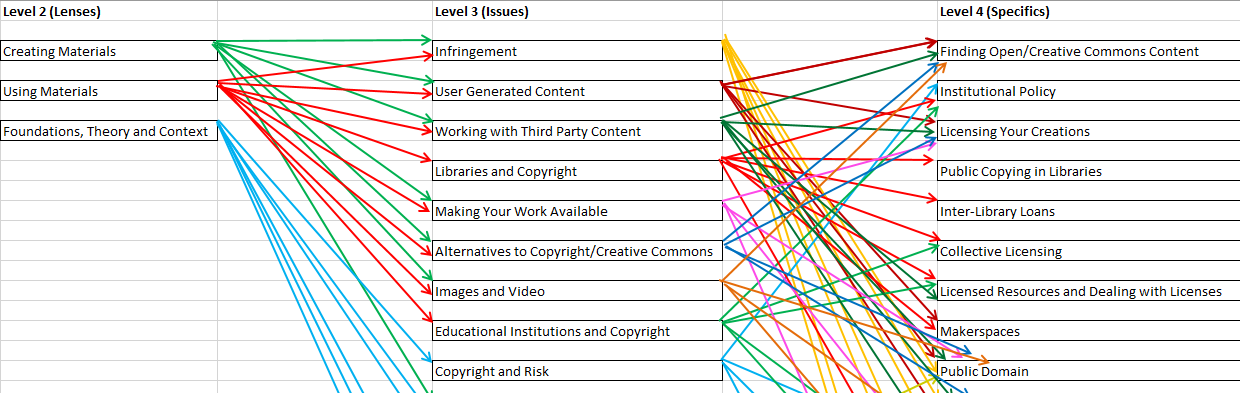 Level 2 (Lenses) Level 3 (Issues) Level 4 (Specifics)
Creating Materials Infringement Finding Open/Creative Commons Content
Using Materials User Generated Content Institutional Policy
Foundations, Theory and Context Working with Third Party Content Licensing Your Creations
Libraries and Copyright Public Copying in Libraries
Making Your Work Available Inter-Library Loans
Alternatives to Copyright/Creative Commons Collective Licensing
Images and Video Licensed Resources and Dealing with Licenses
Educational Institutions and Copyright Makerspaces
Copyright and Risk Public Domain